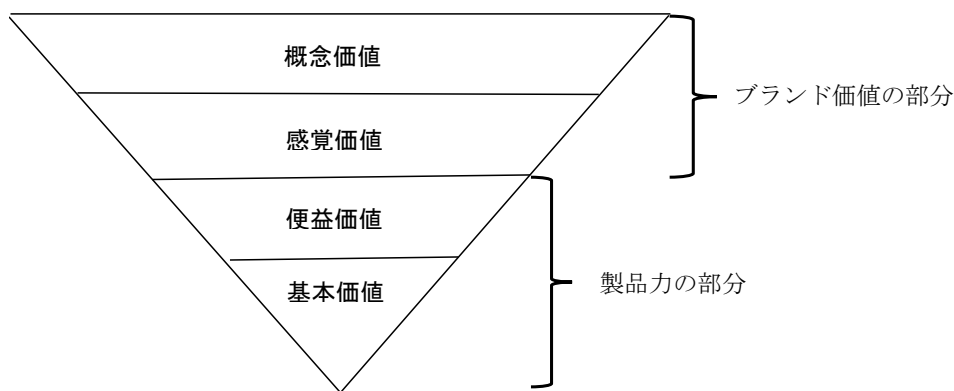 概念価値
ブランド価値の部分
感覚価値
便益価値
製品力の部分
基本価値